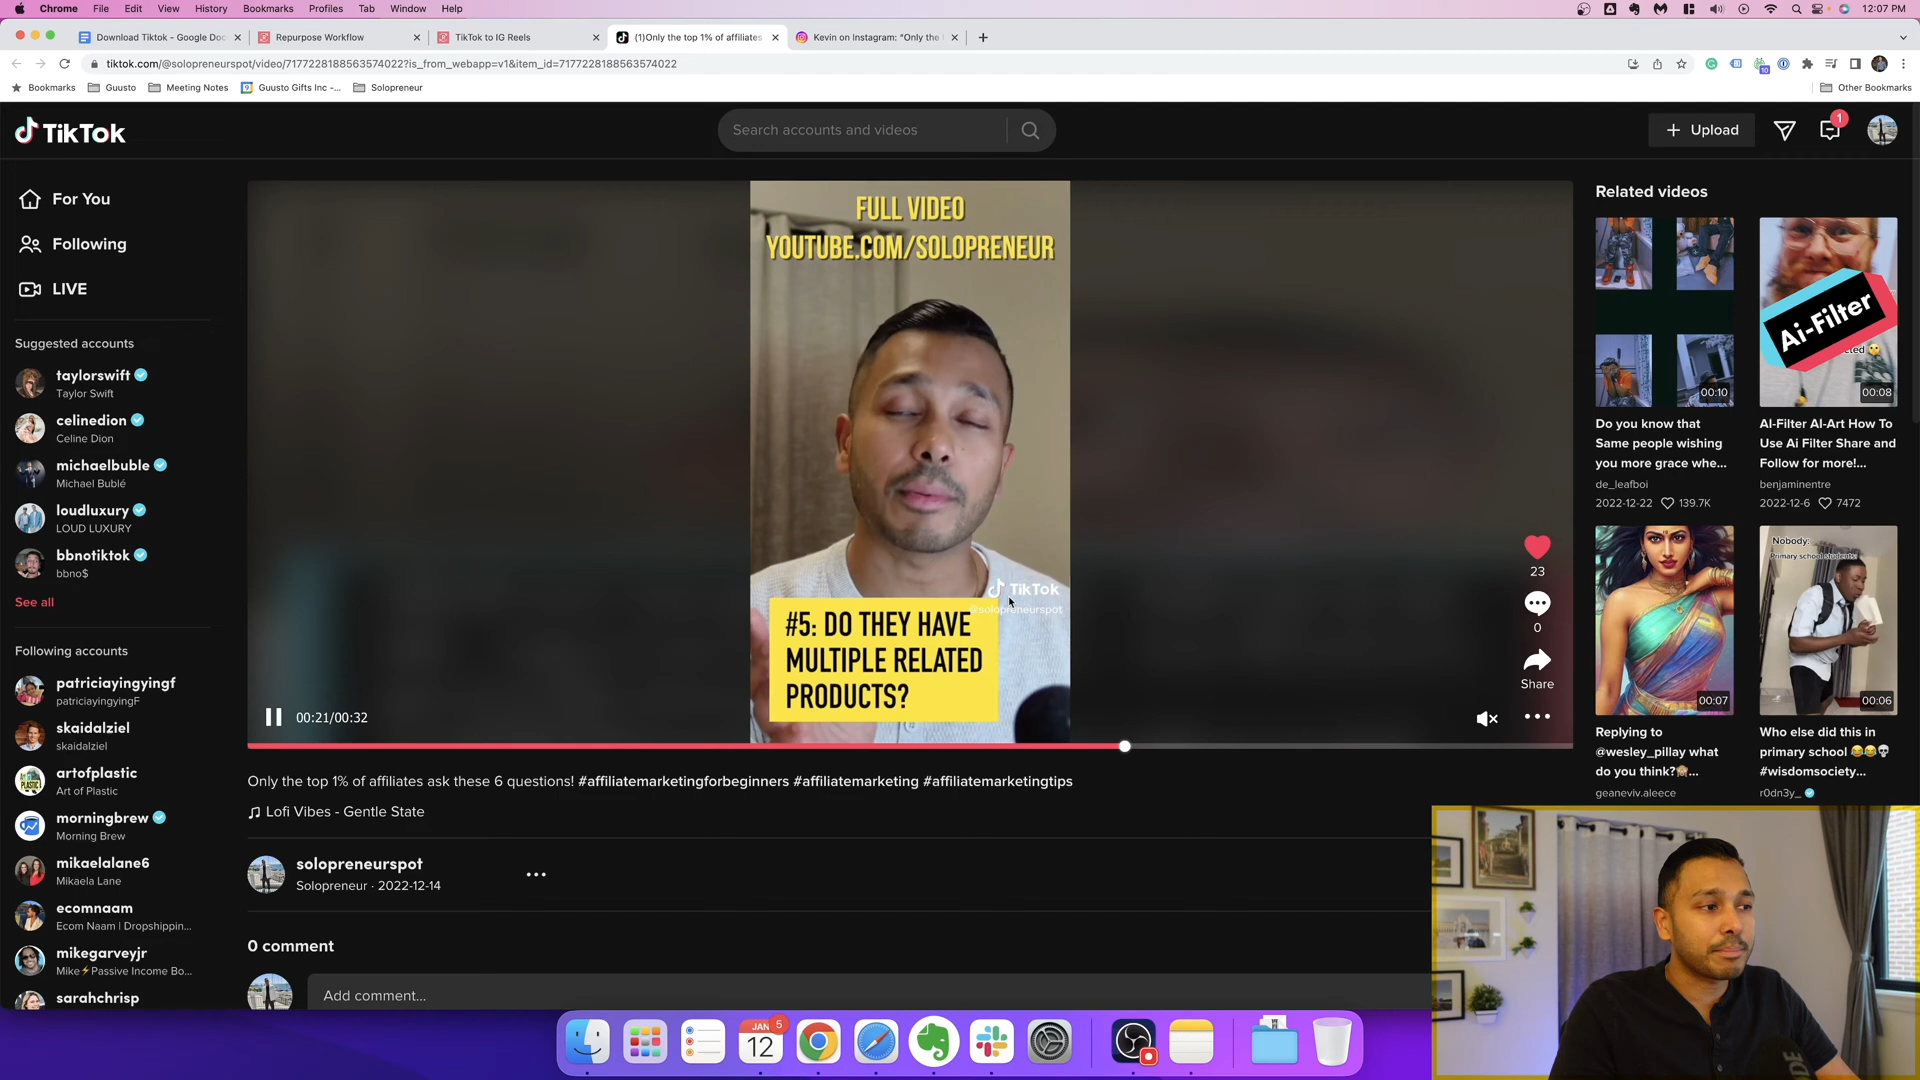 Chrome File Edit View History Bookmarks Profiles Tab Window Help
12:07 PM
Download Tiktok - Google Doc
Repurpose Workflow
TikTok to IG Reels
(1)Only the top 1% of affiliates
Kevin on Instagram: "Only the
tiktok.com/@solopreneurspot/video/7177228188563574022?is_from_webapp=v1&item_id=7177228188563574022
10
Bookmarks
Guusto
Meeting Notes
Guusto Gifts Inc -...
Solopreneur
Other Bookmarks
TikTok
Search accounts and videos
Upload
1
For You
Following
LIVE
Suggested accounts
taylorswift
Taylor Swift
celinedion
Celine Dion
michaelbuble
Michael Bublé
loudluxury
LOUD LUXURY
bbnotiktok
bbno$
See all
Following accounts
patriciayingyingf
patriciayingyingF
skaidalziel
skaidalziel
artofplastic
Art of Plastic
morningbrew
Morning Brew
mikaelalane6
Mikaela Lane
ecomnaam
Ecom Naam | Dropshippin...
mikegarveyjr
Mike⚡Passive Income Bo...
sarahchrisp
FULL VIDEO
YOUTUBE.COM/SOLOPRENEUR
TikTok
@solopreneurspot
#5: DO THEY HAVE
MULTIPLE RELATED
PRODUCTS?
00:21/00:32
23
0
Share
Only the top 1% of affiliates ask these 6 questions! #affiliatemarketingforbeginners #affiliatemarketing #affiliatemarketingtips
Lofi Vibes - Gentle State
solopreneurspot
Solopreneur · 2022-12-14
0 comment
Add comment...
Related videos
00:10
Do you know that
Same people wishing
you more grace whe...
de_leafboi
2022-12-22 139.7K
Ai-Filter
00:08
AI-Filter AI-Art How To
Use Ai Filter Share and
Follow for more!...
benjaminentre
2022-12-6 7472
00:07
Replying to
@wesley_pillay what
do you think?🙈...
geaneviv.aleece
Nobody:
Primary school students:
00:06
Who else did this in
primary school 😂😂💀
#wisdomsociety...
r0dn3y_
JAN
12
5